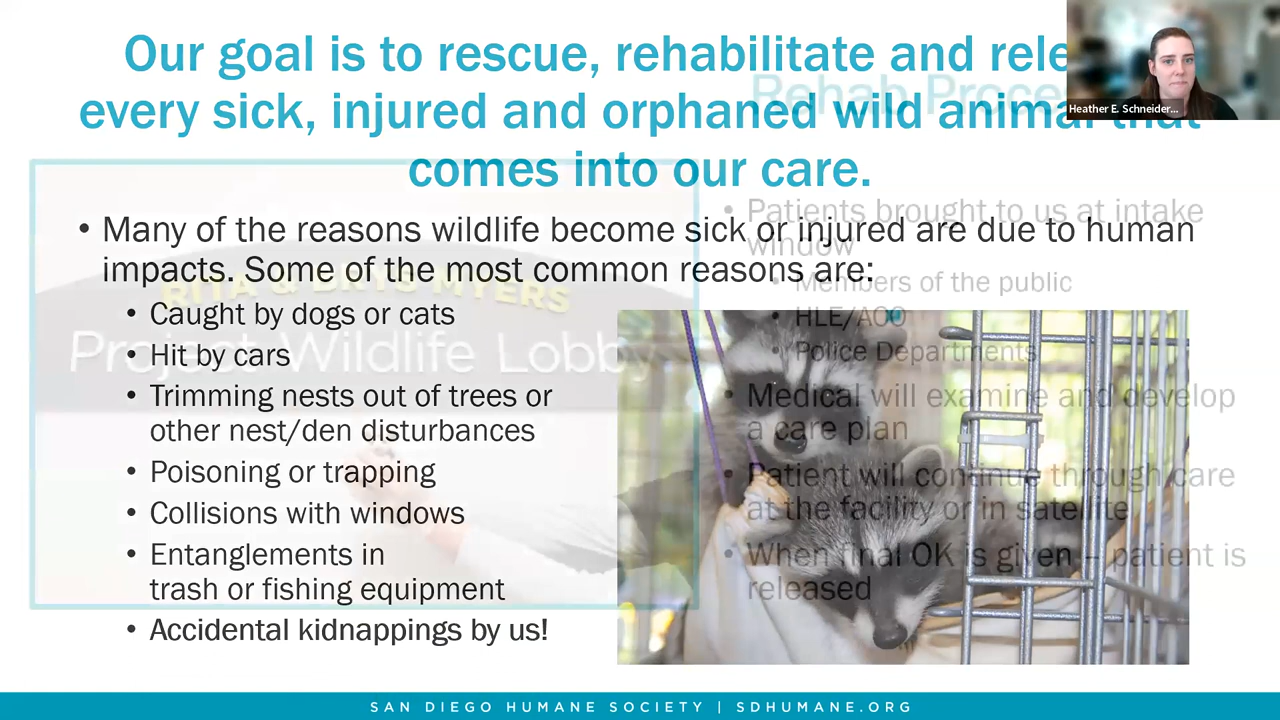 Our goal is to rescue, rehabilitate and rele
every sick, injured and orphaned wild animal that
comes into our care.
• Many of the reasons wildlife become sick or injured are due to human
impacts. Some of the most common reasons are:
• Caught by dogs or cats
• Hit by cars
• Trimming nests out of trees or
other nest/den disturbances
• Poisoning or trapping
• Collisions with windows
• Entanglements in
trash or fishing equipment
• Accidental kidnappings by us!
Rehab Proce
• Patients brought to us at intake
window
• Members of the public
• HLE/ACO
• Police Departments
• Medical will examine and develop
a care plan
• Patient will continue through care
at the facility or in satellite
• When final OK is given – patient is
released
RITA & BRYS MYERS
Project Wildlife Lobby
Heather E. Schneider...
SAN DIEGO HUMANE SOCIETY | SDHUMANE.ORG